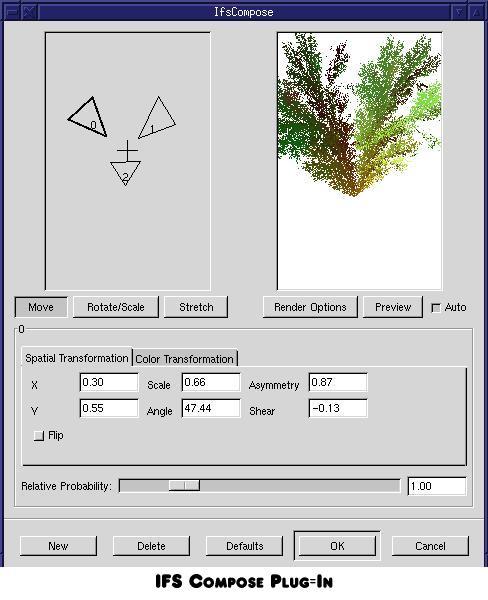 IfsCompose
0
1
2
Move Rotate/Scale Stretch Render Options Preview Auto
0
Spatial Transformation Color Transformation
X 0.30 Scale 0.66 Asymmetry 0.87
Y 0.55 Angle 47.44 Shear -0.13
Flip
Relative Probability: 1.00
New Delete Defaults OK Cancel
IFS Compose Plug-In